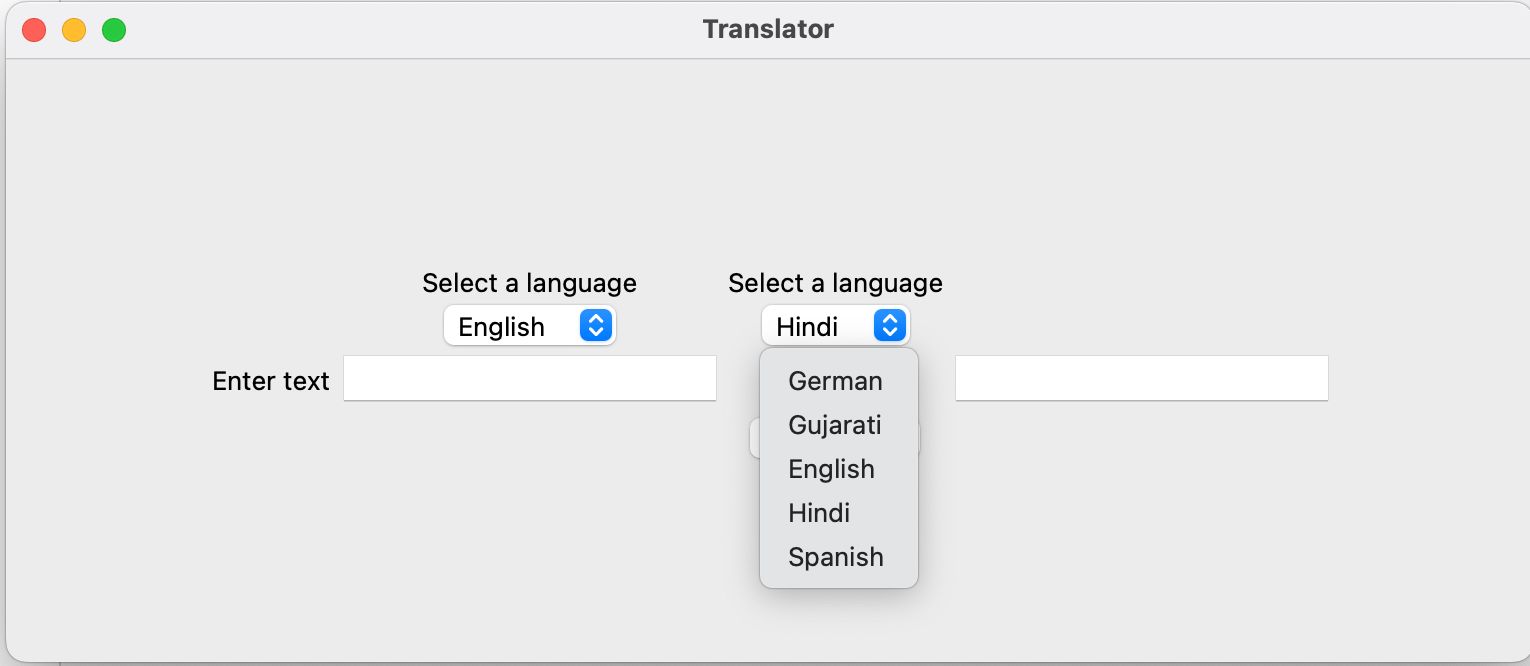 Translator
Select a language Select a language
English Hindi
Enter text
German
Gujarati
English
Hindi
Spanish